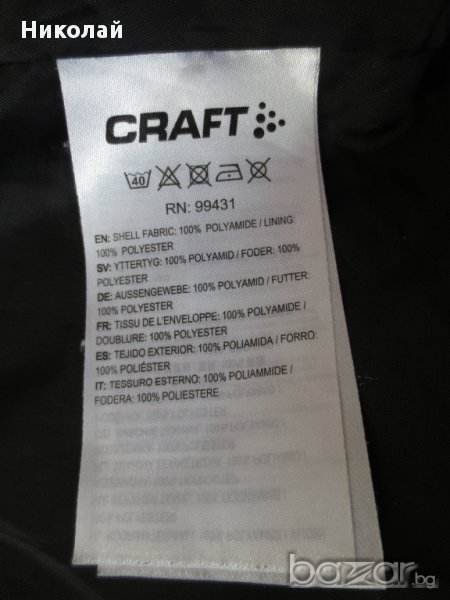 Николай
CRAFT
40
RN: 99431
EN: SHELL FABRIC: 100% POLYAMIDE / LINING:
100% POLYESTER
SV: YTTERTYG: 100% POLYAMID / FODER: 100%
POLYESTER
DE: AUSSENGEWEBE: 100% POLYAMID / FUTTER:
100% POLYESTER
FR: TISSU DE L'ENVELOPPE: 100% POLYAMIDE /
DOUBLURE: 100% POLYESTER
ES: TEJIDO EXTERIOR: 100% POLIAMIDA / FORRO:
100% POLIÉSTER
IT: TESSURO ESTERNO: 100% POLIAMMIDE /
FODERA: 100% POLIESTERE
bazar.bg